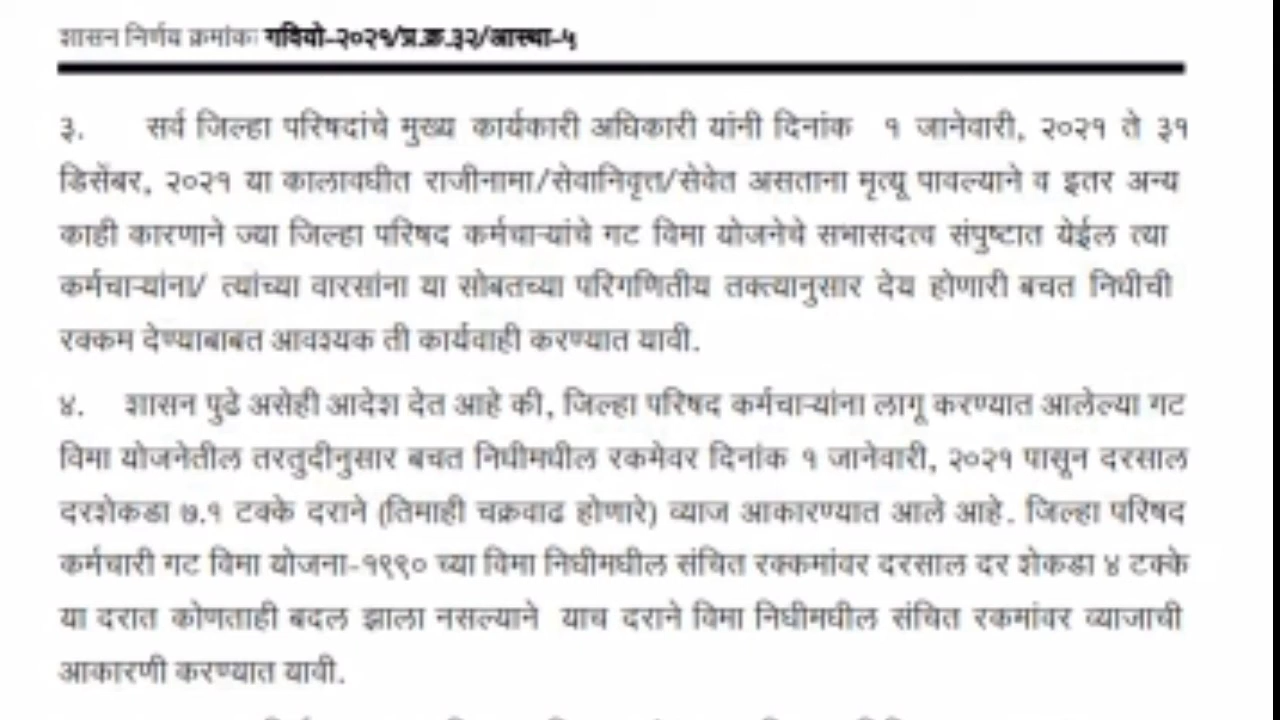 शासन निर्णय क्रमांकः गवियो-२०२१/प्र.क्र.३२/आस्था-५
३. सर्व जिल्हा परिषदांचे मुख्य कार्यकारी अधिकारी यांनी दिनांक १ जानेवारी, २०२१ ते ३१
डिसेंबर, २०२१ या कालावधीत राजीनामा/सेवानिवृत्त/सेवेत असताना मृत्यू पावल्याने व इतर अन्य
काही कारणाने ज्या जिल्हा परिषद कर्मचाऱ्यांचे गट विमा योजनेचे सभासदत्व संपुष्टात येईल त्या
कर्मचाऱ्यांना/ त्यांच्या वारसांना या सोबतच्या परिगणितीय तक्त्यानुसार देय होणारी बचत निधीची
रक्कम देण्याबाबत आवश्यक ती कार्यवाही करण्यात यावी.
४. शासन पुढे असेही आदेश देत आहे की, जिल्हा परिषद कर्मचाऱ्यांना लागू करण्यात आलेल्या गट
विमा योजनेतील तरतुदीनुसार बचत निधीमधील रकमेवर दिनांक १ जानेवारी, २०२१ पासून दरसाल
दरशेकडा ७.१ टक्के दराने (तिमाही चक्रवाढ होणारे) व्याज आकारण्यात आले आहे. जिल्हा परिषद
कर्मचारी गट विमा योजना-१९९० च्या विमा निधीमधील संचित रक्कमांवर दरसाल दर शेकडा ४ टक्के
या दरात कोणताही बदल झाला नसल्याने याच दराने विमा निधीमधील संचित रकमांवर व्याजाची
आकारणी करण्यात यावी.